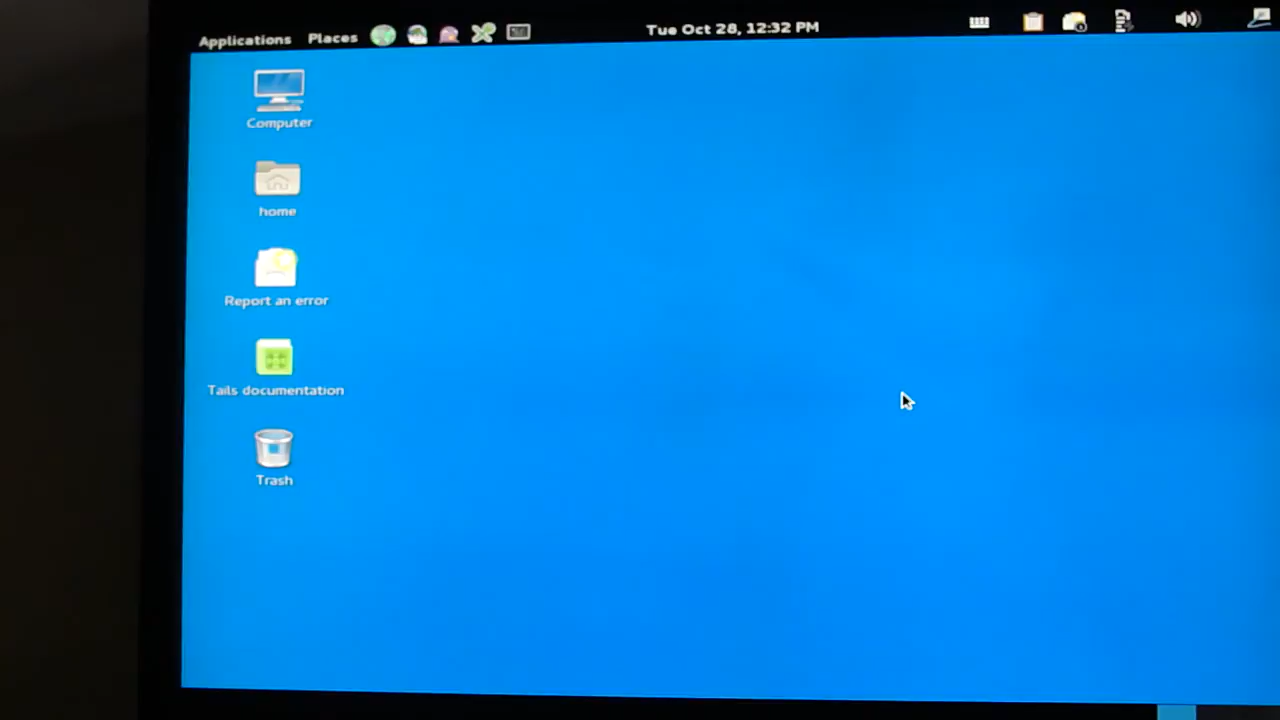 Applications Places Tue Oct 28, 12:32 PM
Computer
home
Report an error
Tails documentation
Trash